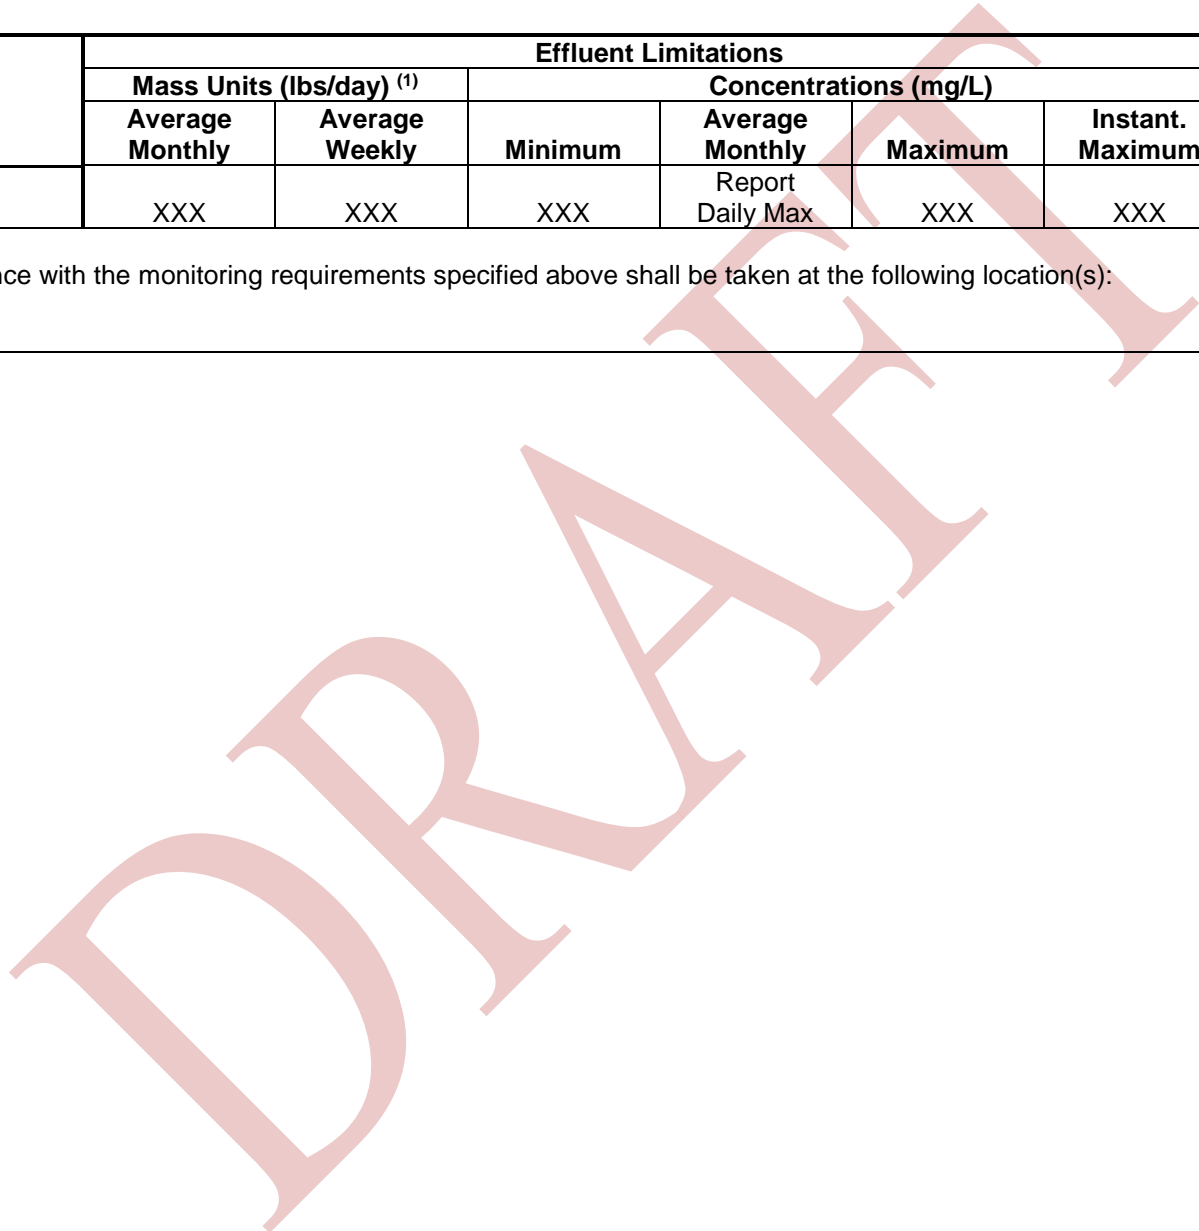 Effluent Limitations
Mass Units (lbs/day) (1) Concentrations (mg/L)
Average Average Average Instant.
Monthly Weekly Minimum Monthly Maximum Maximum
Report
XXX XXX XXX Daily Max XXX XXX
nce with the monitoring requirements specified above shall be taken at the following location(s):
DRAFT